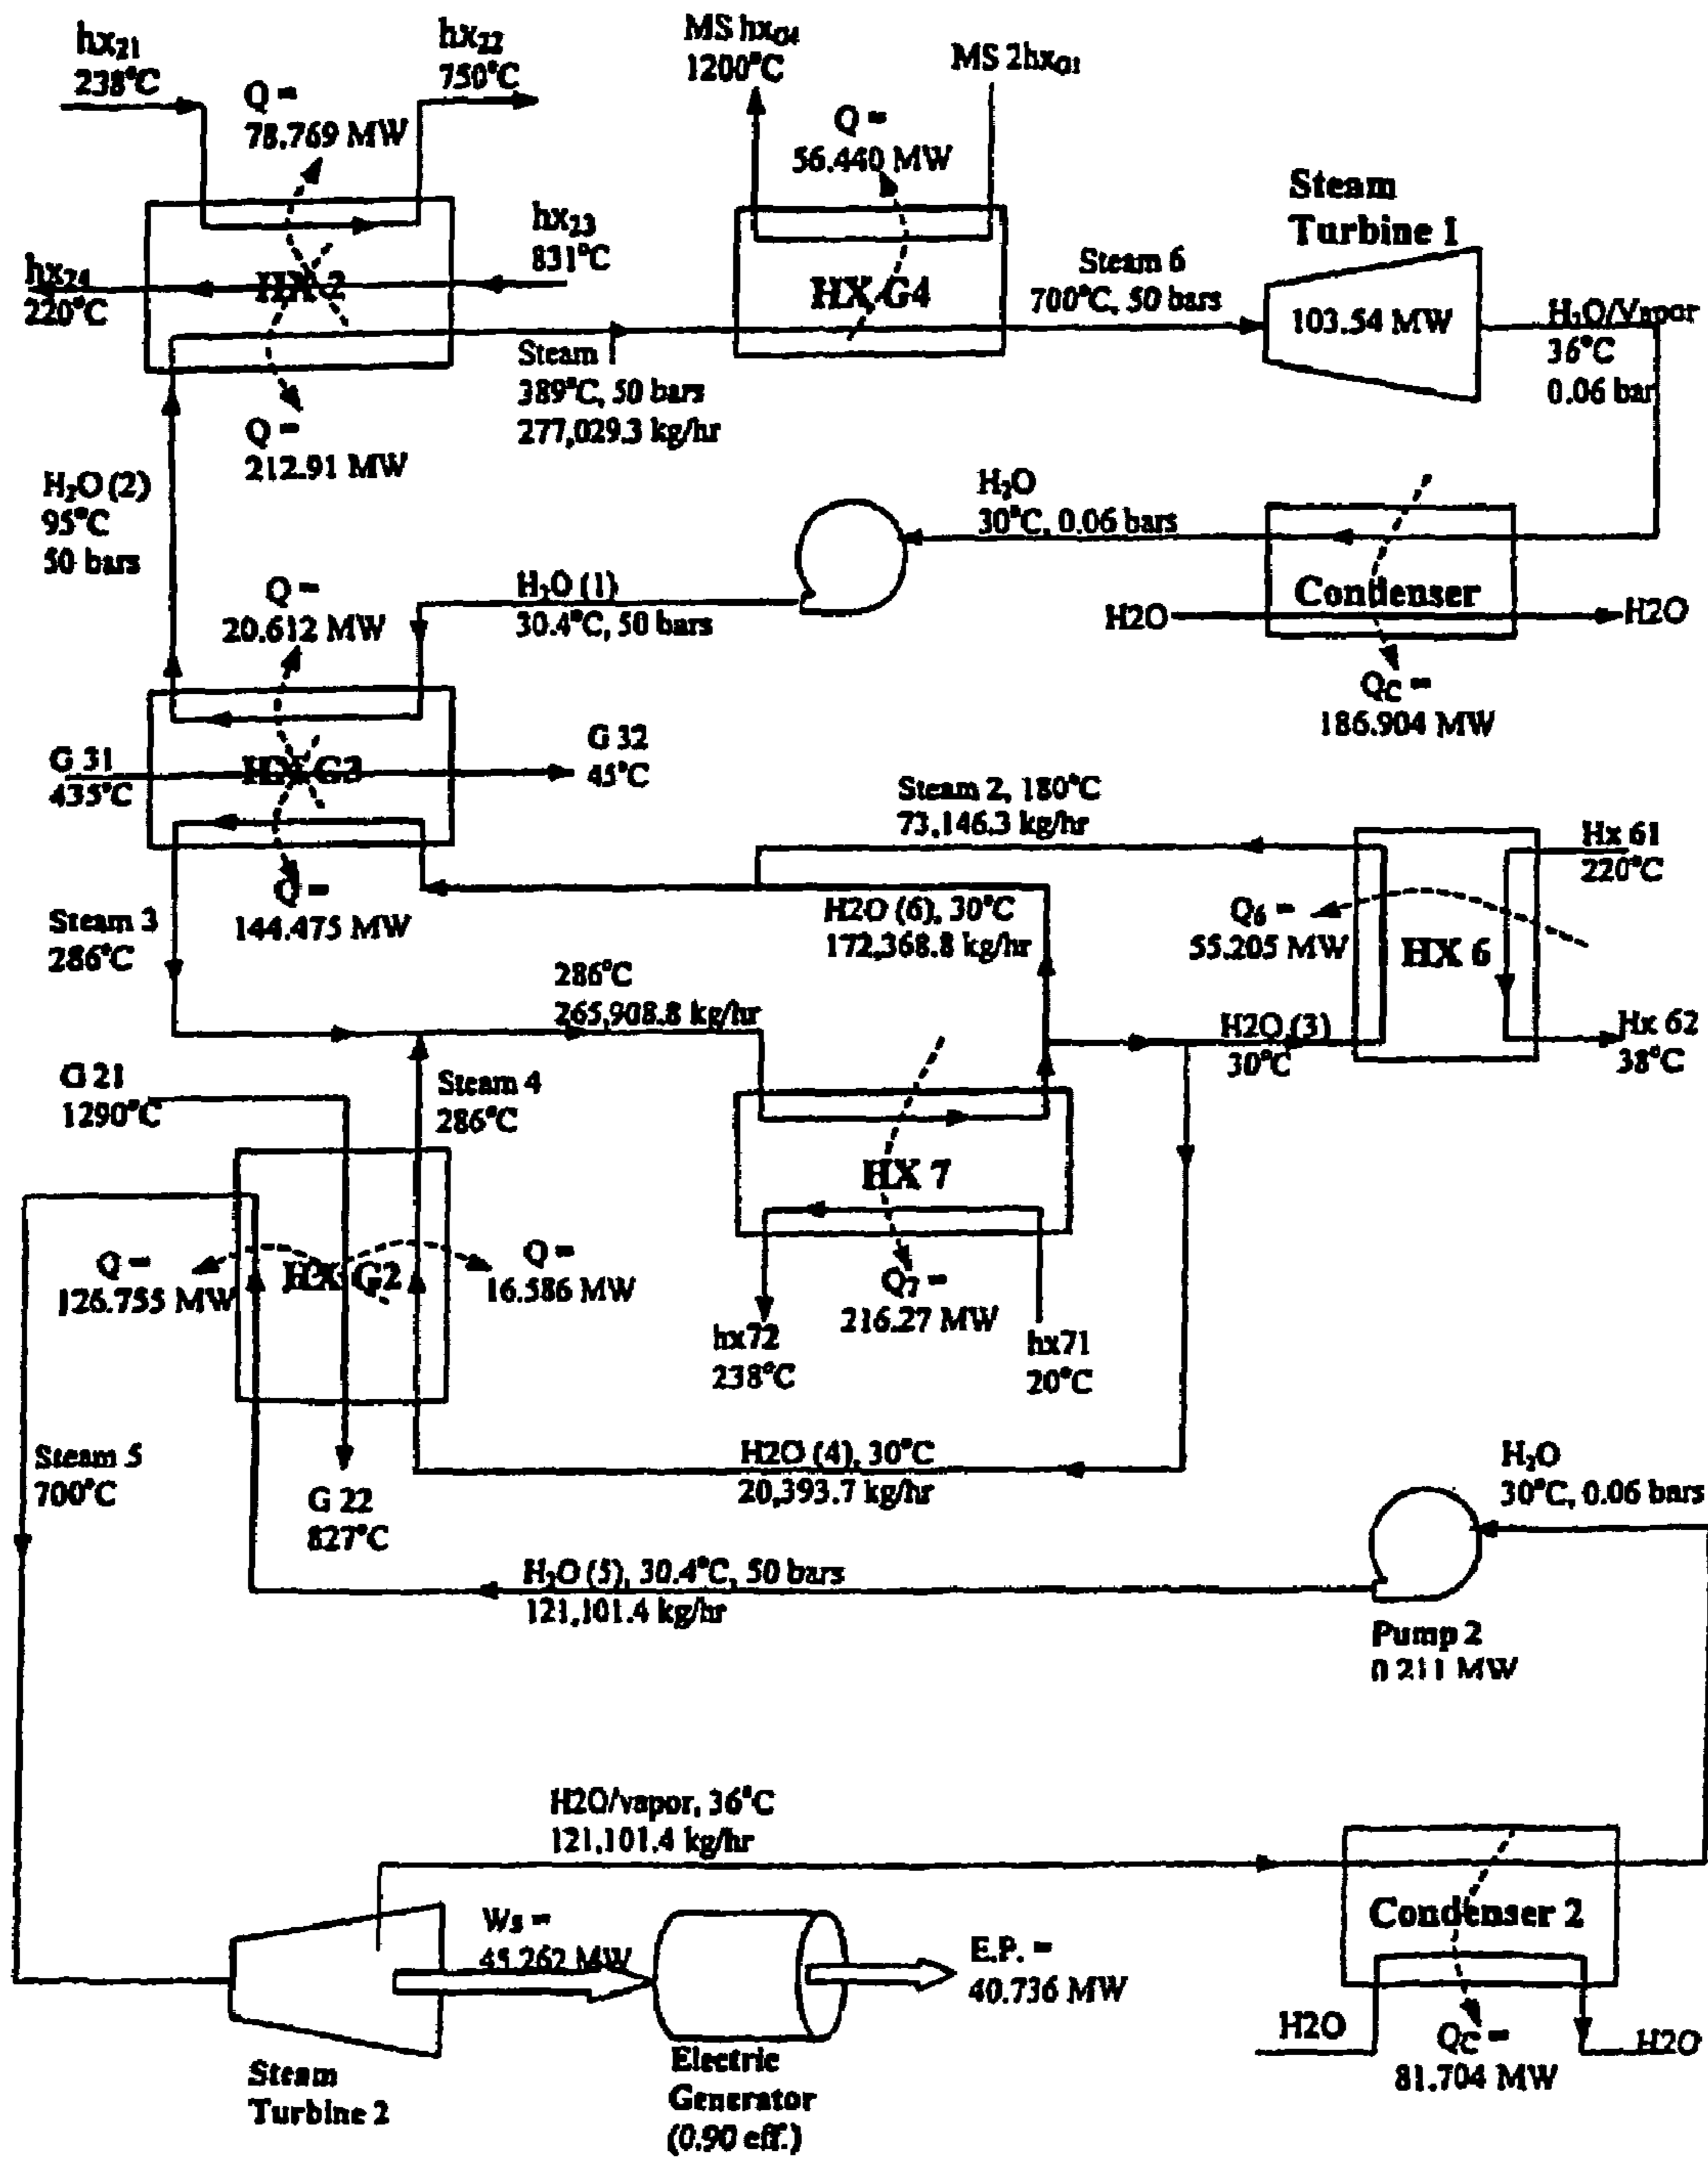 hx21
238°C
hx22
750°C
Q =
78.769 MW
MS hxG4
1200°C
MS 2hxG1
Q =
56.440 MW
Steam
Turbine 1
hx23
831°C
hx24
220°C
HX 2
HX G4
Steam 6
700°C, 50 bars
103.54 MW
H2O/Vapor
36°C
0.06 bar
Steam 1
389°C, 50 bars
277,029.3 kg/hr
Q =
212.91 MW
H2O (2)
95°C
50 bars
H2O
30°C, 0.06 bars
Condenser
H2O
H2O
QC =
186.904 MW
H2O (1)
30.4°C, 50 bars
Q =
20.612 MW
G 31
435°C
HX G3
G 32
45°C
Q =
144.475 MW
Steam 2, 180°C
73,146.3 kg/hr
Hx 61
220°C
H2O (6), 30°C
172,368.8 kg/hr
Q6 =
55.205 MW
HX 6
Steam 3
286°C
286°C
265,908.8 kg/hr
H2O (3)
30°C
Hx 62
38°C
G 21
1290°C
Steam 4
286°C
HX 7
Q7 =
216.27 MW
hx72
238°C
hx71
20°C
Q =
126.755 MW
HX G2
Q =
16.586 MW
Steam 5
700°C
G 22
827°C
H2O (4), 30°C
20,393.7 kg/hr
H2O
30°C, 0.06 bars
H2O (5), 30.4°C, 50 bars
121,101.4 kg/hr
Pump 2
0.211 MW
H2O/vapor, 36°C
121,101.4 kg/hr
Condenser 2
Ws =
45.262 MW
E.P. =
40.736 MW
H2O
QC =
81.704 MW
H2O
Steam
Turbine 2
Electric
Generator
(0.90 eff.)